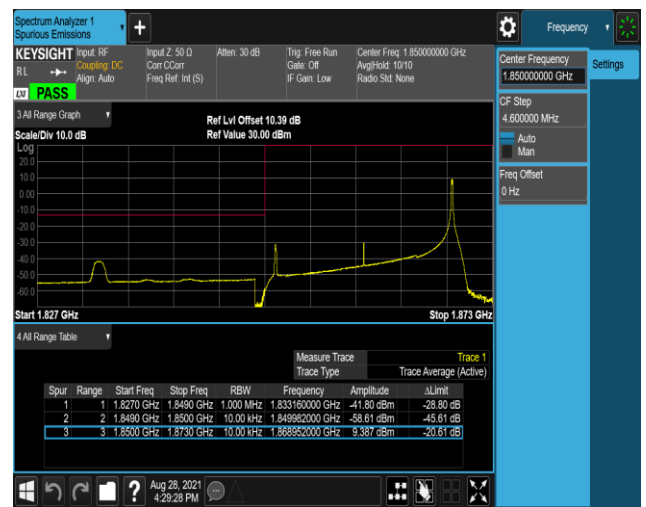 Spectrum Analyzer 1
Spurious Emissions
Frequency
KEYSIGHT Input: RF Input Z: 50 Ω Atten: 30 dB Trig: Free Run Center Freq: 1.850000000 GHz
RL Coupling: DC Corr CCorr Gate: Off Avg|Hold: 10/10
Align: Auto Freq Ref: Int (S) IF Gain: Low Radio Std: None
LXI PASS
Center Frequency
1.850000000 GHz
Settings
CF Step
4.600000 MHz
Auto
Man
Freq Offset
0 Hz
3 All Range Graph
Ref Lvl Offset 10.39 dB
Scale/Div 10.0 dB Ref Value 30.00 dBm
Log
20.0
10.0
0.00
-10.0
-20.0
-30.0
-40.0
-50.0
-60.0
Start 1.827 GHz Stop 1.873 GHz
4 All Range Table
Measure Trace Trace 1
Trace Type Trace Average (Active)
Spur Range Start Freq Stop Freq RBW Frequency Amplitude ΔLimit
1 1 1.8270 GHz 1.8490 GHz 1.000 MHz 1.833160000 GHz -41.80 dBm -28.80 dB
2 2 1.8490 GHz 1.8500 GHz 10.00 kHz 1.849982000 GHz -58.61 dBm -45.61 dB
3 3 1.8500 GHz 1.8730 GHz 10.00 kHz 1.868952000 GHz 9.387 dBm -20.61 dB
Aug 28, 2021
4:29:28 PM